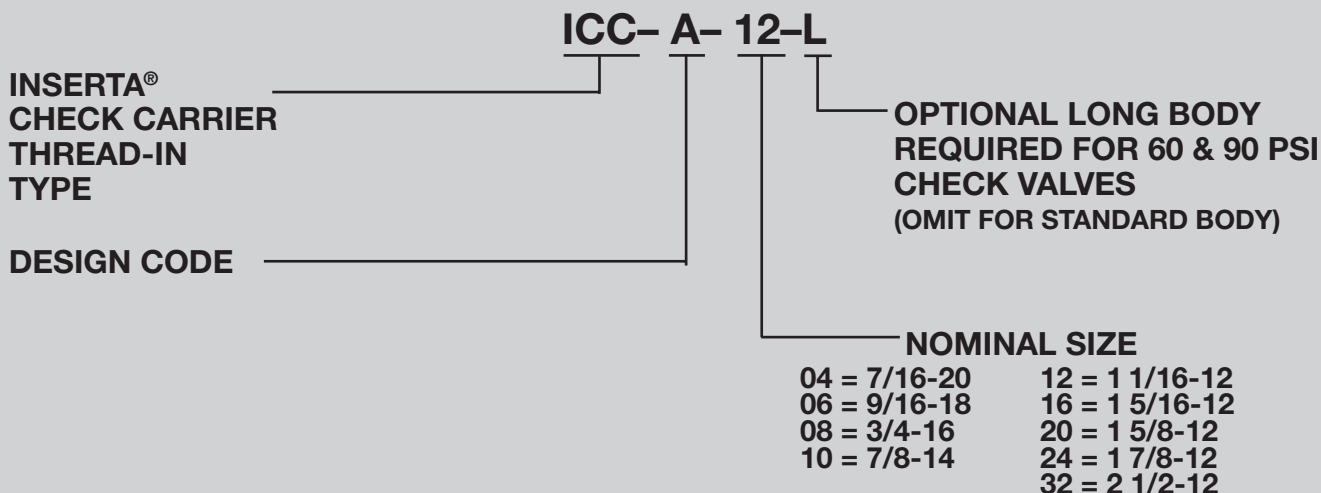 ICC– A– 12–L
INSERTA®
CHECK CARRIER
THREAD-IN
TYPE
OPTIONAL LONG BODY
REQUIRED FOR 60 & 90 PSI
CHECK VALVES
(OMIT FOR STANDARD BODY)
DESIGN CODE
NOMINAL SIZE
04 = 7/16-20
06 = 9/16-18
08 = 3/4-16
10 = 7/8-14
12 = 1 1/16-12
16 = 1 5/16-12
20 = 1 5/8-12
24 = 1 7/8-12
32 = 2 1/2-12